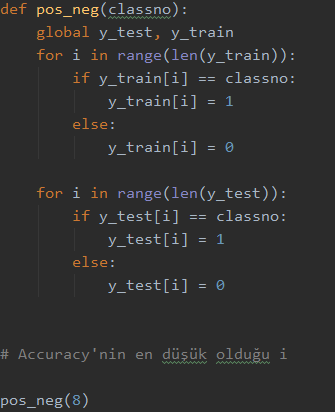 def pos_neg(classno):
    global y_test, y_train
    for i in range(len(y_train)):
        if y_train[i] == classno:
            y_train[i] = 1
        else:
            y_train[i] = 0
    for i in range(len(y_test)):
        if y_test[i] == classno:
            y_test[i] = 1
        else:
            y_test[i] = 0
# Accuracy'nin en düşük olduğu i
pos_neg(8)